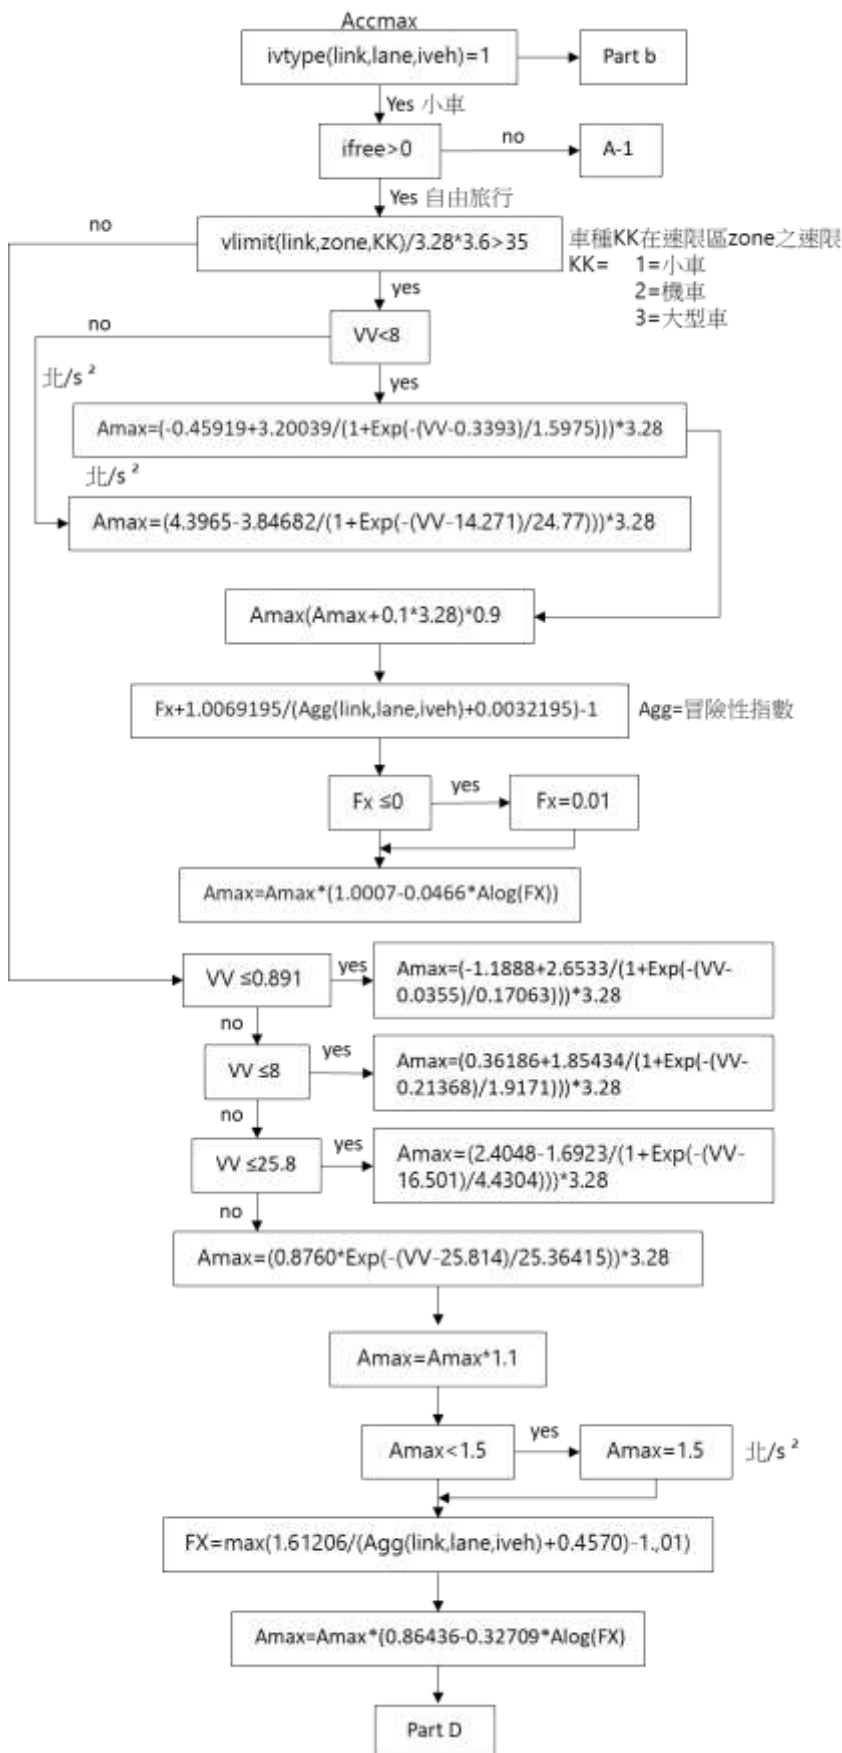 Accmax
ivtype(link,lane,iveh)=1
Part b
Yes 小車
ifree>0
no
A-1
Yes 自由旅行
no
vlimit(link,zone,KK)/3.28*3.6>35
車種KK在速限區zone之速限
KK= 1=小車
2=機車
3=大型車
yes
no
VV<8
北/s ²
yes
Amax=(-0.45919+3.20039/(1+Exp(-(VV-0.3393)/1.5975)))*3.28
北/s ²
Amax=(4.3965-3.84682/(1+Exp(-(VV-14.271)/24.77)))*3.28
Amax(Amax+0.1*3.28)*0.9
Fx+1.0069195/(Agg(link,lane,iveh)+0.0032195)-1
Agg=冒險性指數
Fx ≤0
yes
Fx=0.01
Amax=Amax*(1.0007-0.0466*Alog(FX))
VV ≤0.891
yes
Amax=(-1.1888+2.6533/(1+Exp(-(VV-
0.0355)/0.17063)))*3.28
no
VV ≤8
yes
Amax=(0.36186+1.85434/(1+Exp(-(VV-
0.21368)/1.9171)))*3.28
no
VV ≤25.8
yes
Amax=(2.4048-1.6923/(1+Exp(-(VV-
16.501)/4.4304)))*3.28
no
Amax=(0.8760*Exp(-(VV-25.814)/25.36415))*3.28
Amax=Amax*1.1
Amax<1.5
yes
Amax=1.5
北/s ²
FX=max(1.61206/(Agg(link,lane,iveh)+0.4570)-1.,01)
Amax=Amax*(0.86436-0.32709*Alog(FX)
Part D